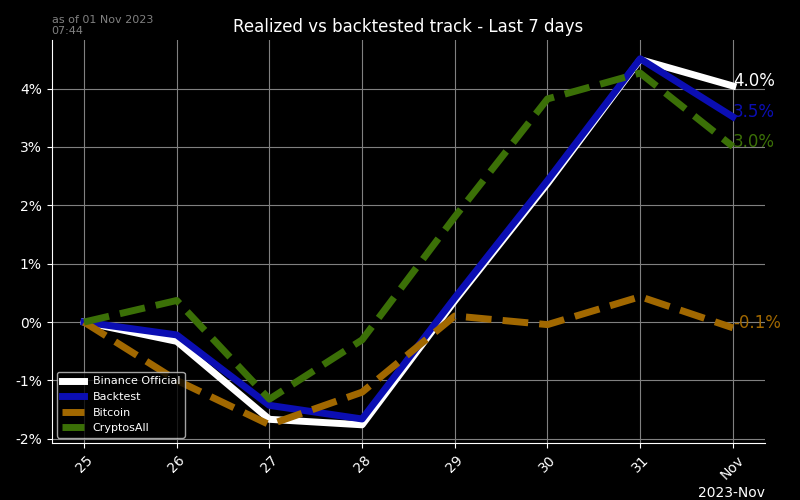 as of 01 Nov 2023
07:44
Realized vs backtested track - Last 7 days
4%
3%
2%
1%
0%
-1%
-2%
4.0%
3.5%
3.0%
-0.1%
Binance Official
Backtest
Bitcoin
CryptosAll
25
26
27
28
29
30
31
Nov
2023-Nov